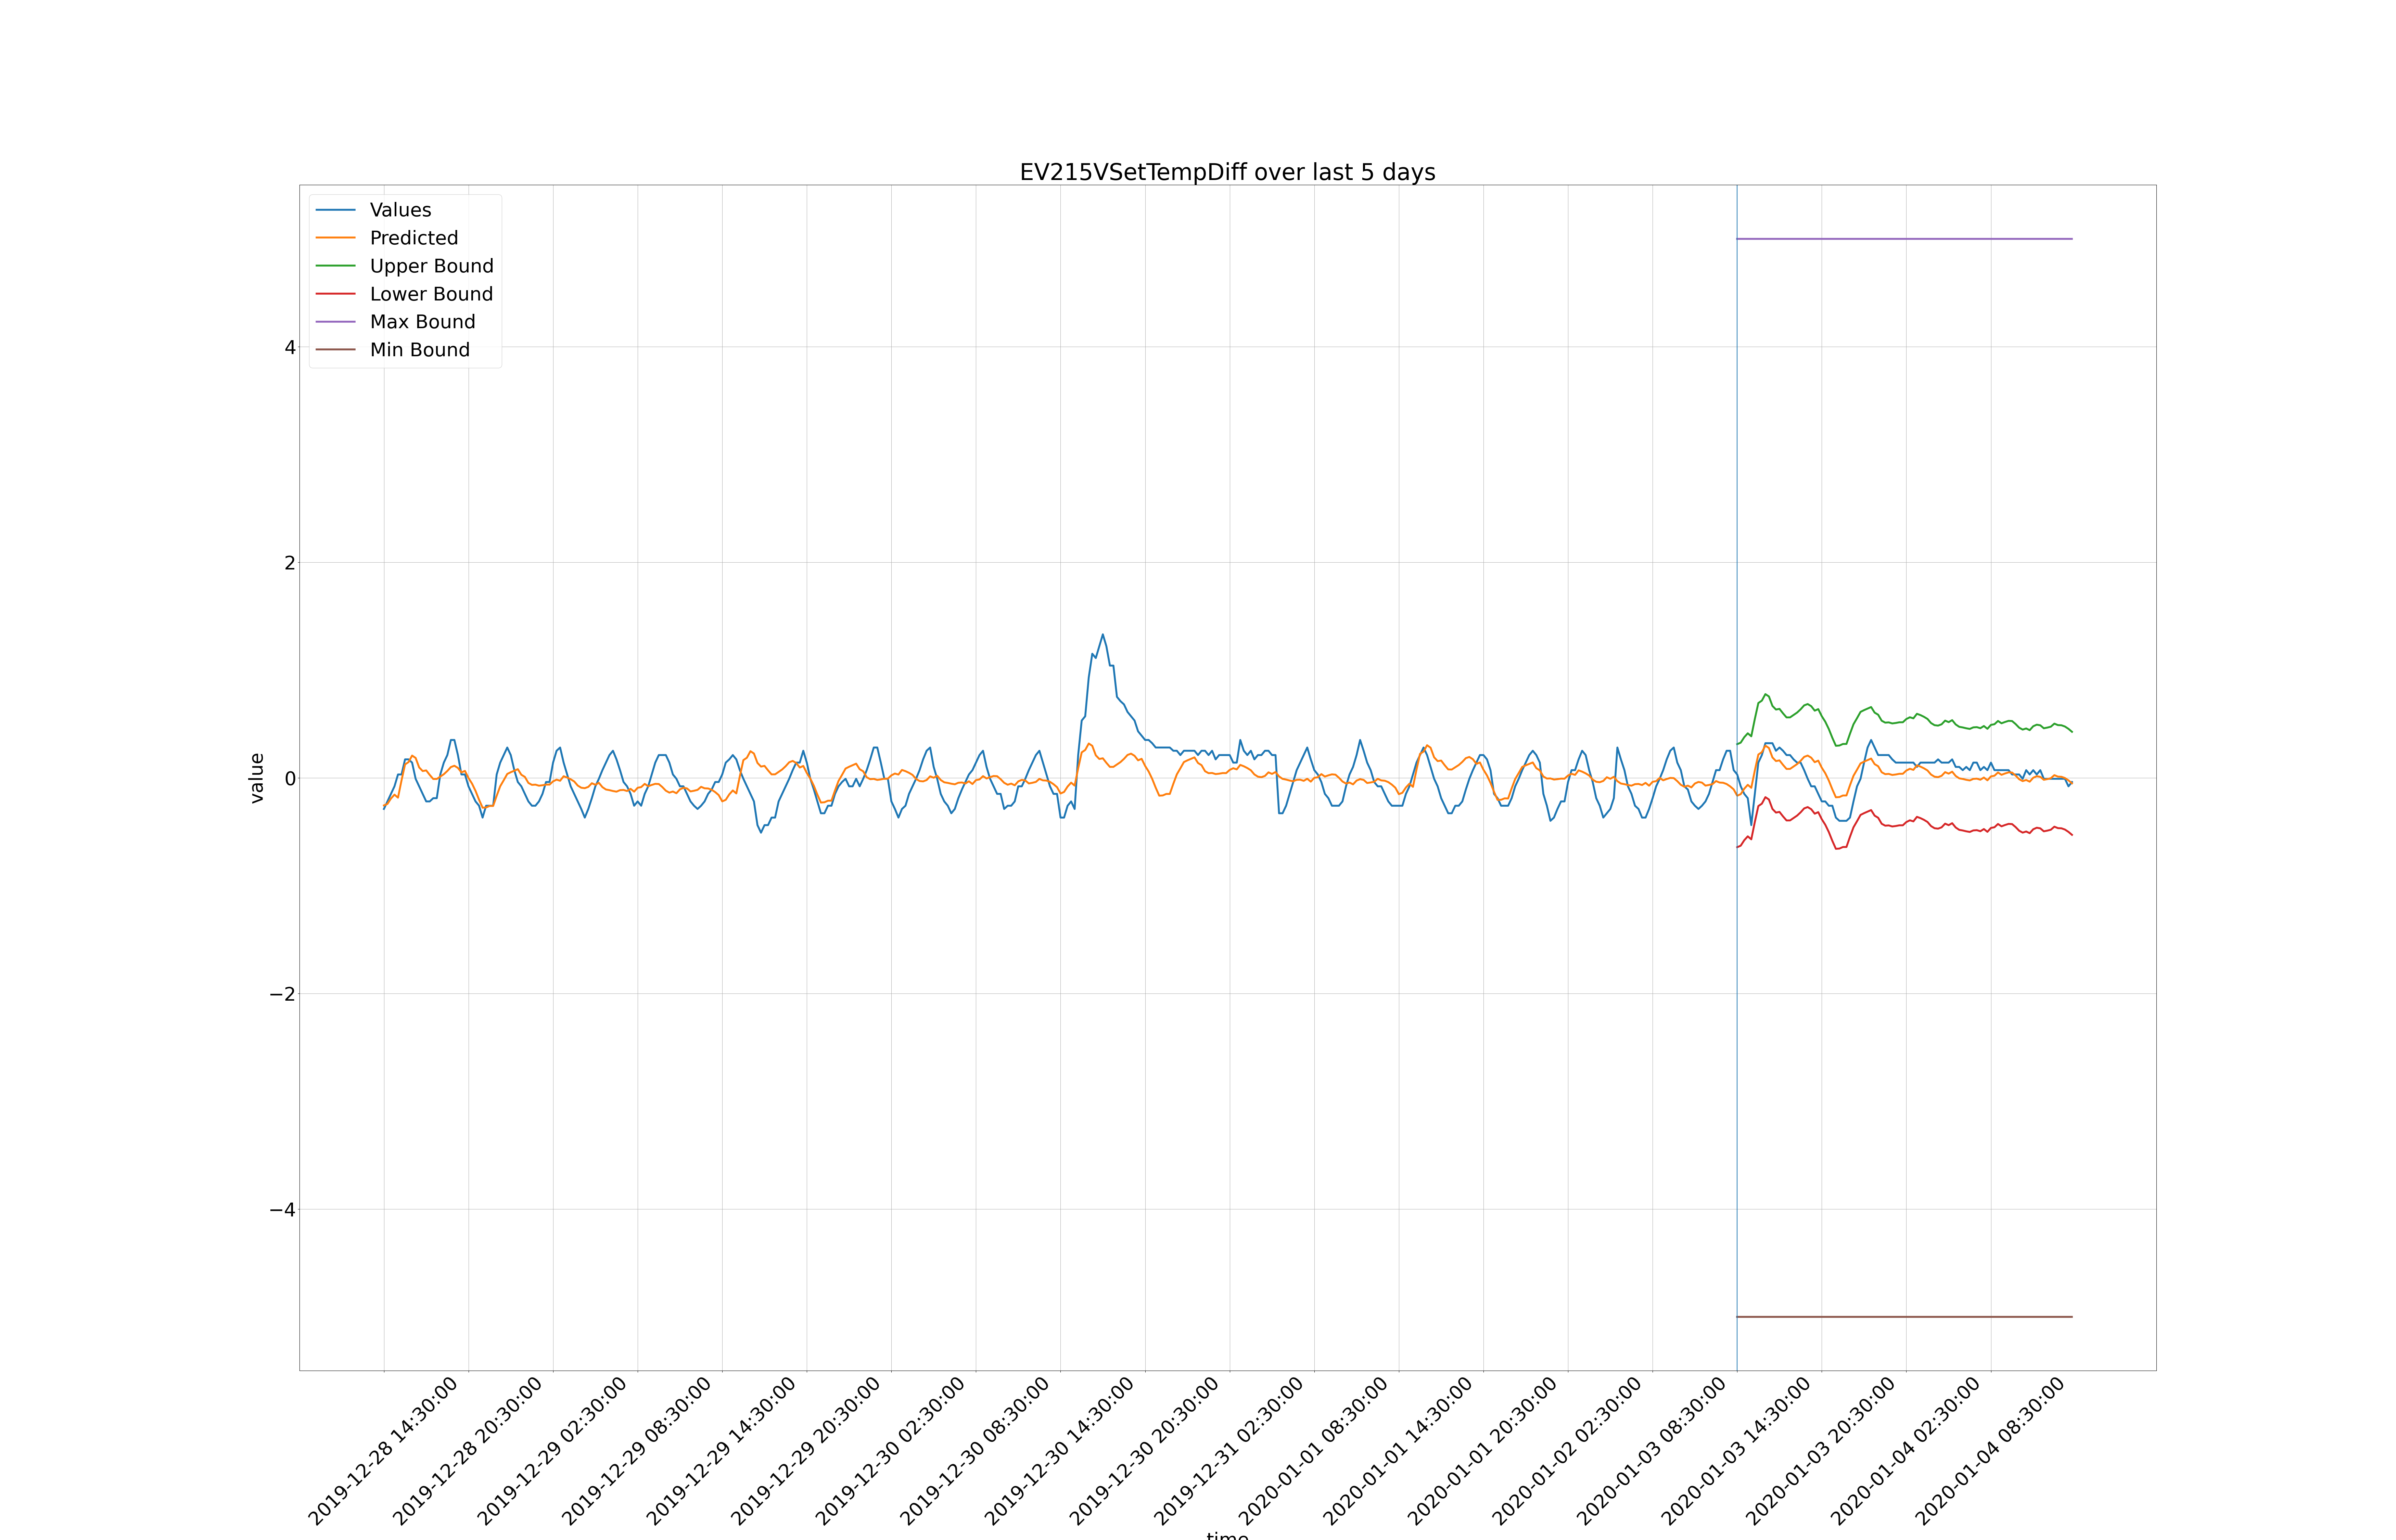 EV215VSetTempDiff over last 5 days
Values
Predicted
Upper Bound
Lower Bound
Max Bound
Min Bound
4
2
0
−2
−4
value
2019-12-28 14:30:00
2019-12-28 20:30:00
2019-12-29 02:30:00
2019-12-29 08:30:00
2019-12-29 14:30:00
2019-12-29 20:30:00
2019-12-30 02:30:00
2019-12-30 08:30:00
2019-12-30 14:30:00
2019-12-30 20:30:00
2019-12-31 02:30:00
2020-01-01 08:30:00
2020-01-01 14:30:00
2020-01-01 20:30:00
2020-01-02 02:30:00
2020-01-03 08:30:00
2020-01-03 14:30:00
2020-01-03 20:30:00
2020-01-04 02:30:00
2020-01-04 08:30:00
time